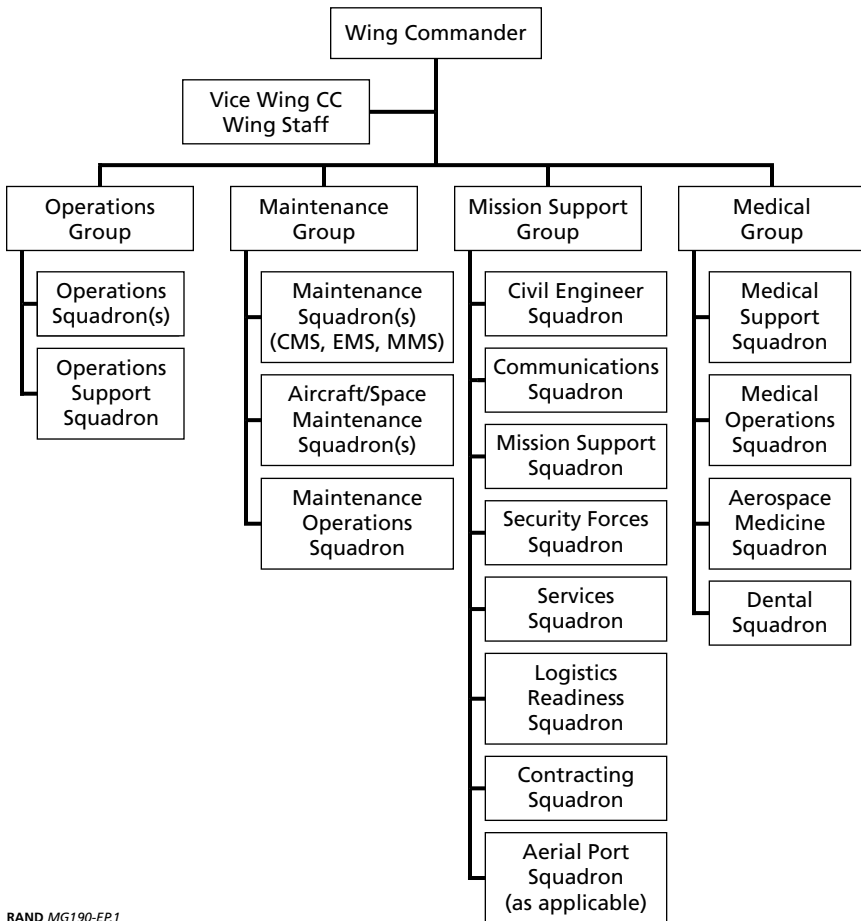 Wing Commander
Vice Wing CC
Wing Staff
Operations
Group
Maintenance
Group
Mission Support
Group
Medical
Group
Operations
Squadron(s)
Operations
Support
Squadron
Maintenance
Squadron(s)
(CMS, EMS, MMS)
Aircraft/Space
Maintenance
Squadron(s)
Maintenance
Operations
Squadron
Civil Engineer
Squadron
Communications
Squadron
Mission Support
Squadron
Security Forces
Squadron
Services
Squadron
Logistics
Readiness
Squadron
Contracting
Squadron
Aerial Port
Squadron
(as applicable)
Medical
Support
Squadron
Medical
Operations
Squadron
Aerospace
Medicine
Squadron
Dental
Squadron
RAND MG190-EP.1